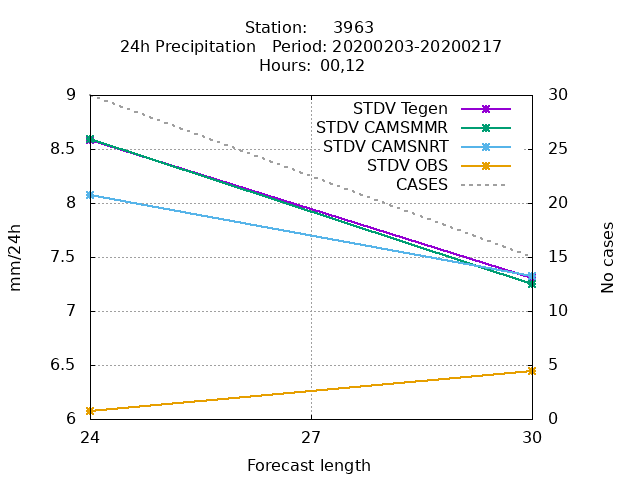 Station: 3963
24h Precipitation Period: 20200203-20200217
Hours: 00,12
9
8.5
8
7.5
7
6.5
6
30
25
20
15
10
5
0
STDV Tegen
STDV CAMSMMR
STDV CAMSNRT
STDV OBS
CASES
mm/24h
No cases
24 27 30
Forecast length